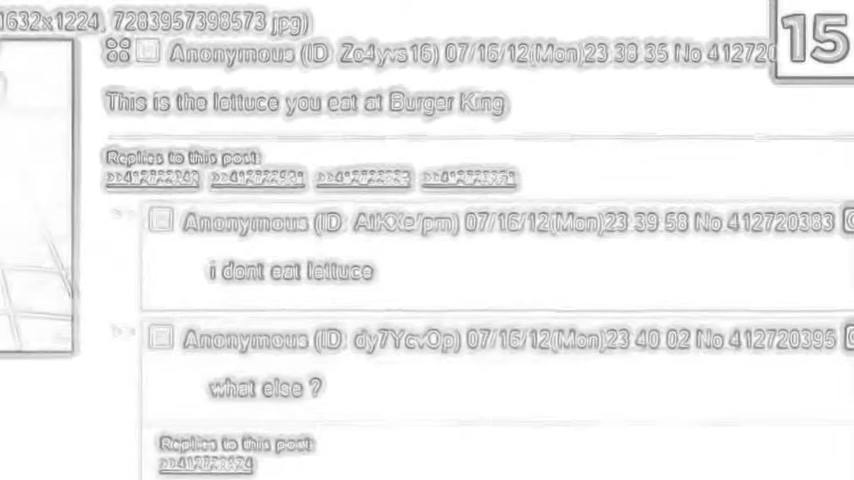 1632x1224, 7283957398573 jpg)
15
Anonymous (ID Zo4yvs16) 07/16/12(Mon)23 38 35 No 412720
This is the lettuce you eat at Burger King
Replies to this post
Anonymous (ID AIKXe/pm) 07/16/12(Mon)23 39 58 No 412720383
i dont eat lettuce
Anonymous (ID dy7YcvOp) 07/16/12(Mon)23 40 02 No 412720395
what else ?
Replies to this post